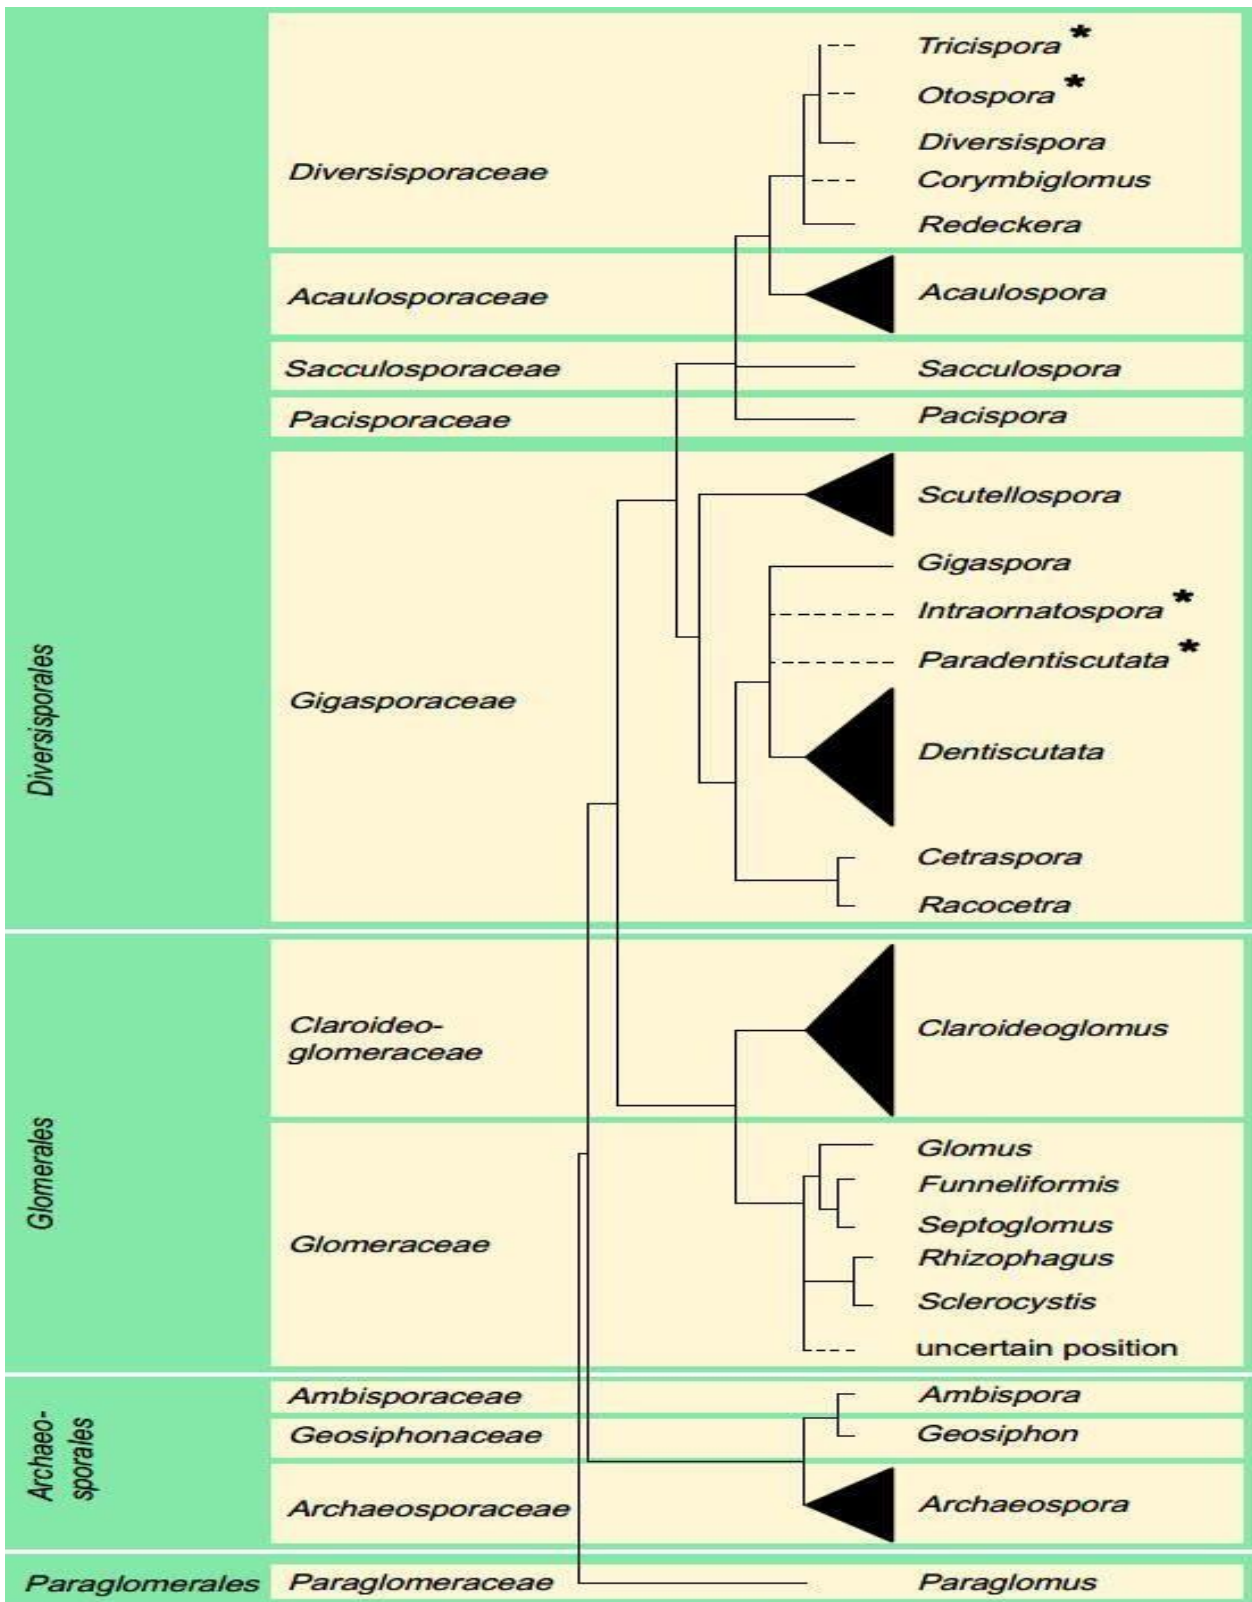 Diversisporales
Diversisporaceae
Tricispora *
Otospora *
Diversispora
Corymbiglomus
Redeckera
Acaulosporaceae
Acaulospora
Sacculosporaceae
Sacculospora
Pacisporaceae
Pacispora
Gigasporaceae
Scutellospora
Gigaspora
Intraornatospora *
Paradentiscutata *
Dentiscutata
Cetraspora
Racocetra
Glomerales
Claroideo-
glomeraceae
Claroideoglomus
Glomeraceae
Glomus
Funneliformis
Septoglomus
Rhizophagus
Sclerocystis
uncertain position
Archaeo-
sporales
Ambisporaceae
Ambispora
Geosiphonaceae
Geosiphon
Archaeosporaceae
Archaeospora
Paraglomerales
Paraglomeraceae
Paraglomus